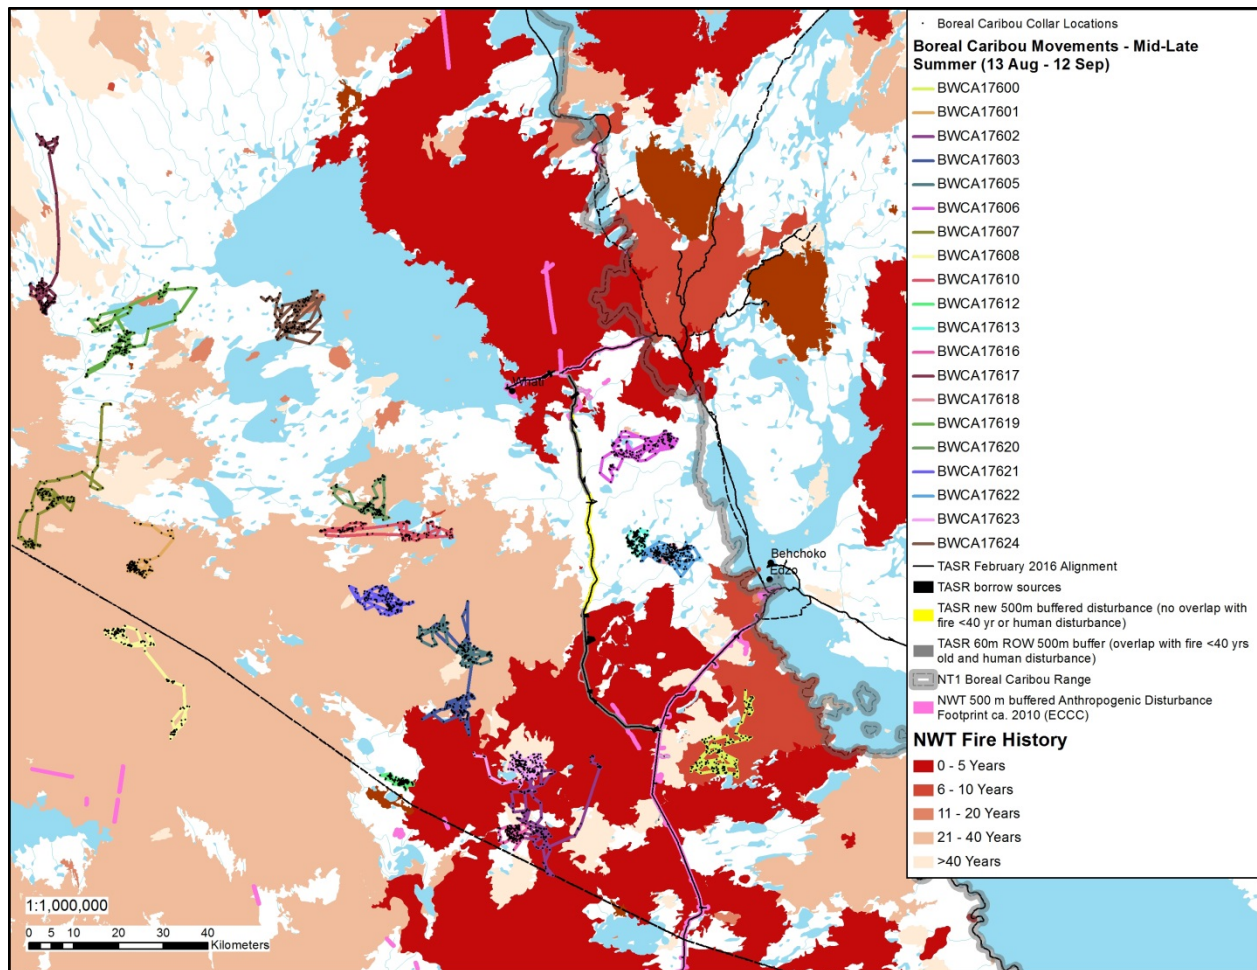 Boreal Caribou Collar Locations
Boreal Caribou Movements - Mid-Late
Summer (13 Aug - 12 Sep)
BWCA17600
BWCA17601
BWCA17602
BWCA17603
BWCA17605
BWCA17606
BWCA17607
BWCA17608
BWCA17610
BWCA17612
BWCA17613
BWCA17616
BWCA17617
BWCA17618
BWCA17619
BWCA17620
BWCA17621
BWCA17622
BWCA17623
BWCA17624
TASR February 2016 Alignment
TASR borrow sources
TASR new 500m buffered disturbance (no overlap with
fire <40 yr or human disturbance)
TASR 60m ROW 500m buffer (overlap with fire <40 yrs
old and human disturbance)
NT1 Boreal Caribou Range
NWT 500 m buffered Anthropogenic Disturbance
Footprint ca. 2010 (ECCC)
NWT Fire History
0 - 5 Years
6 - 10 Years
11 - 20 Years
21 - 40 Years
>40 Years
Behchoko
Edzo
1:1,000,000
0 5 10 20 30 40
Kilometers